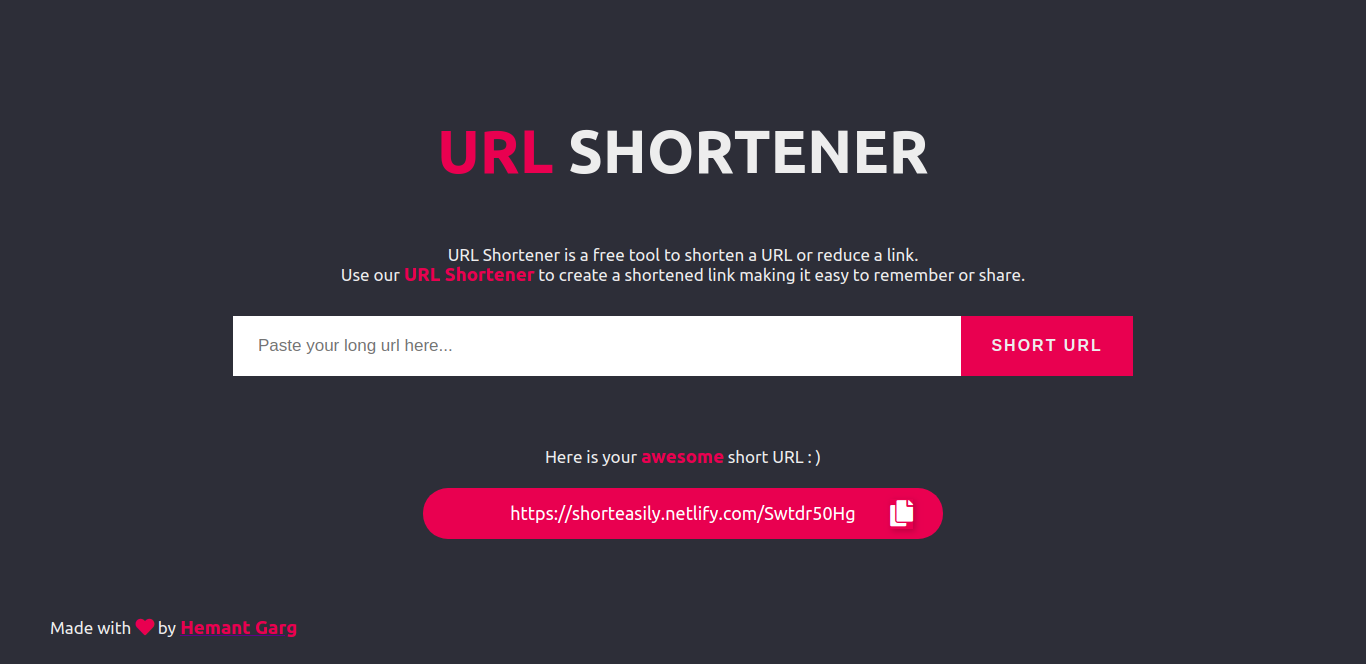 URL SHORTENER
URL Shortener is a free tool to shorten a URL or reduce a link.
Use our URL Shortener to create a shortened link making it easy to remember or share.
Paste your long url here...
SHORT URL
Here is your awesome short URL : )
https://shorteasily.netlify.com/Swtdr50Hg
Made with by Hemant Garg